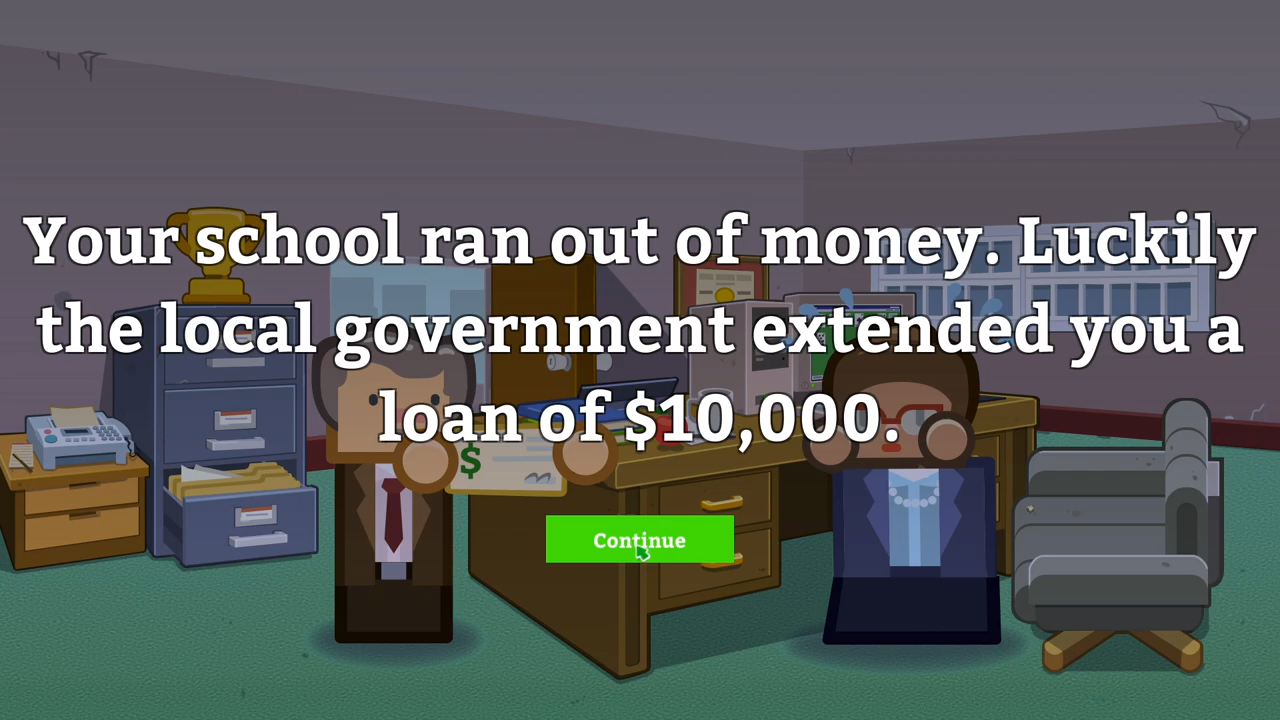 Your school ran out of money. Luckily
the local government extended you a
loan of $10,000.
$
Continue